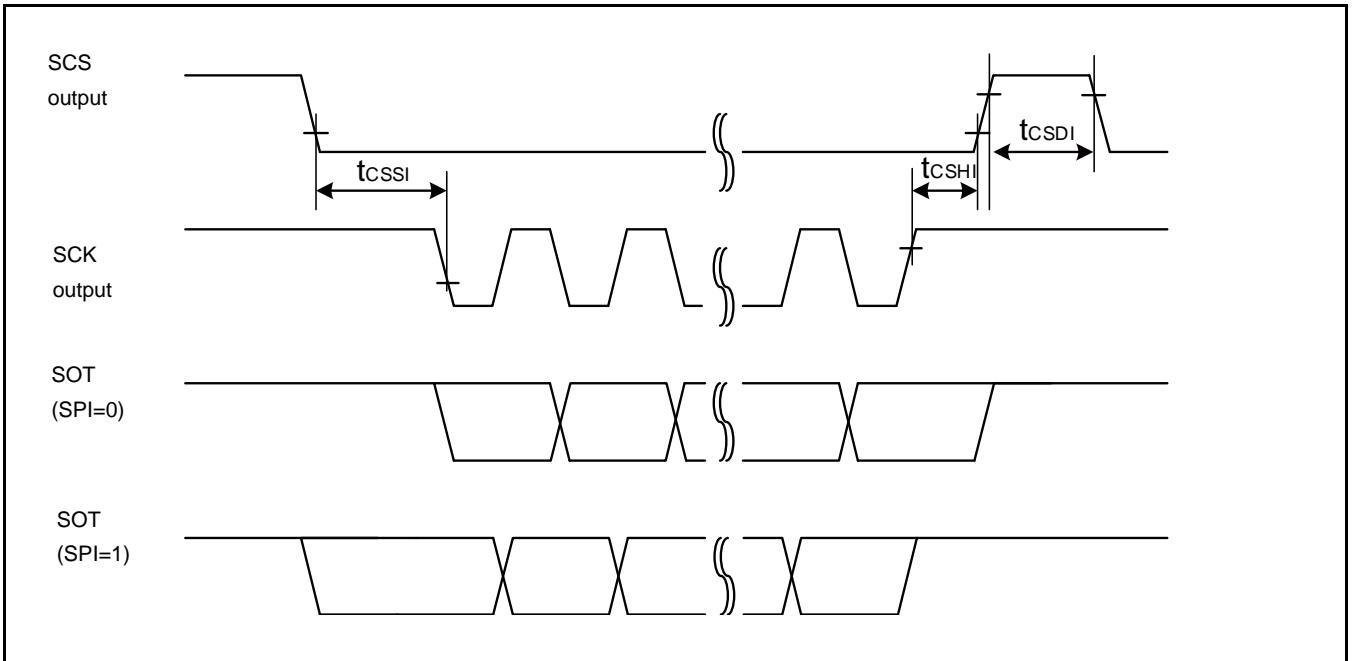 SCS
output
tCSDI
tCSHI
tCSSI
SCK
output
SOT
(SPI=0)
SOT
(SPI=1)